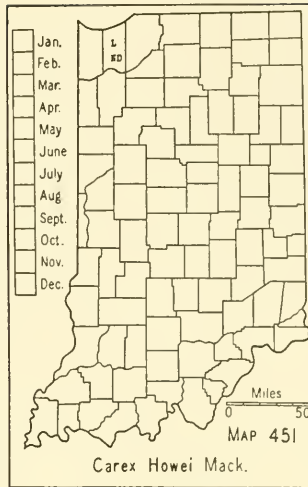 Jan.
Feb.
Mar.
Apr.
May
June
July
Aug.
Sept.
Oct.
Nov.
Dec.
L
ND
Miles
0 50
MAP 451
Carex Howei Mack.